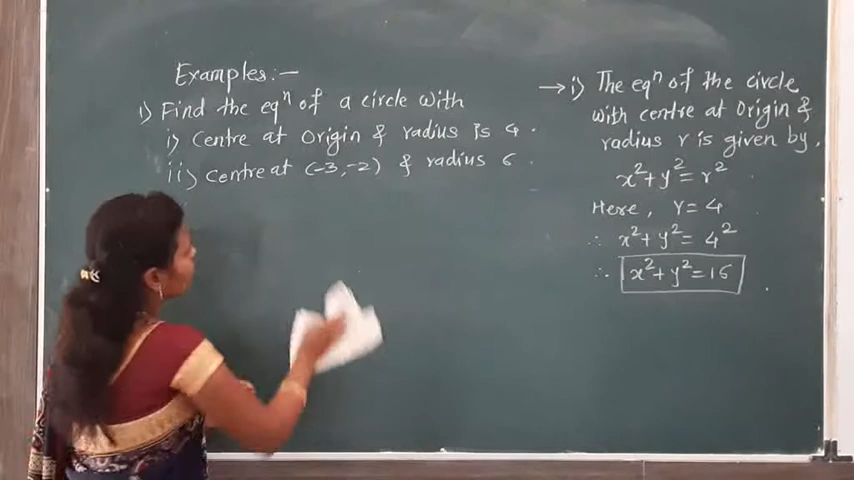 Examples:-
1) Find the eqⁿ of a circle with
i) Centre at Origin & radius is 4.
ii) Centre at (-3,-2) & radius 6.
→ i) The eqⁿ of the circle
with centre at Origin &
radius r is given by,
x²+y²=r²
Here, r=4
∴ x²+y²= 4²
∴ x²+y²=16